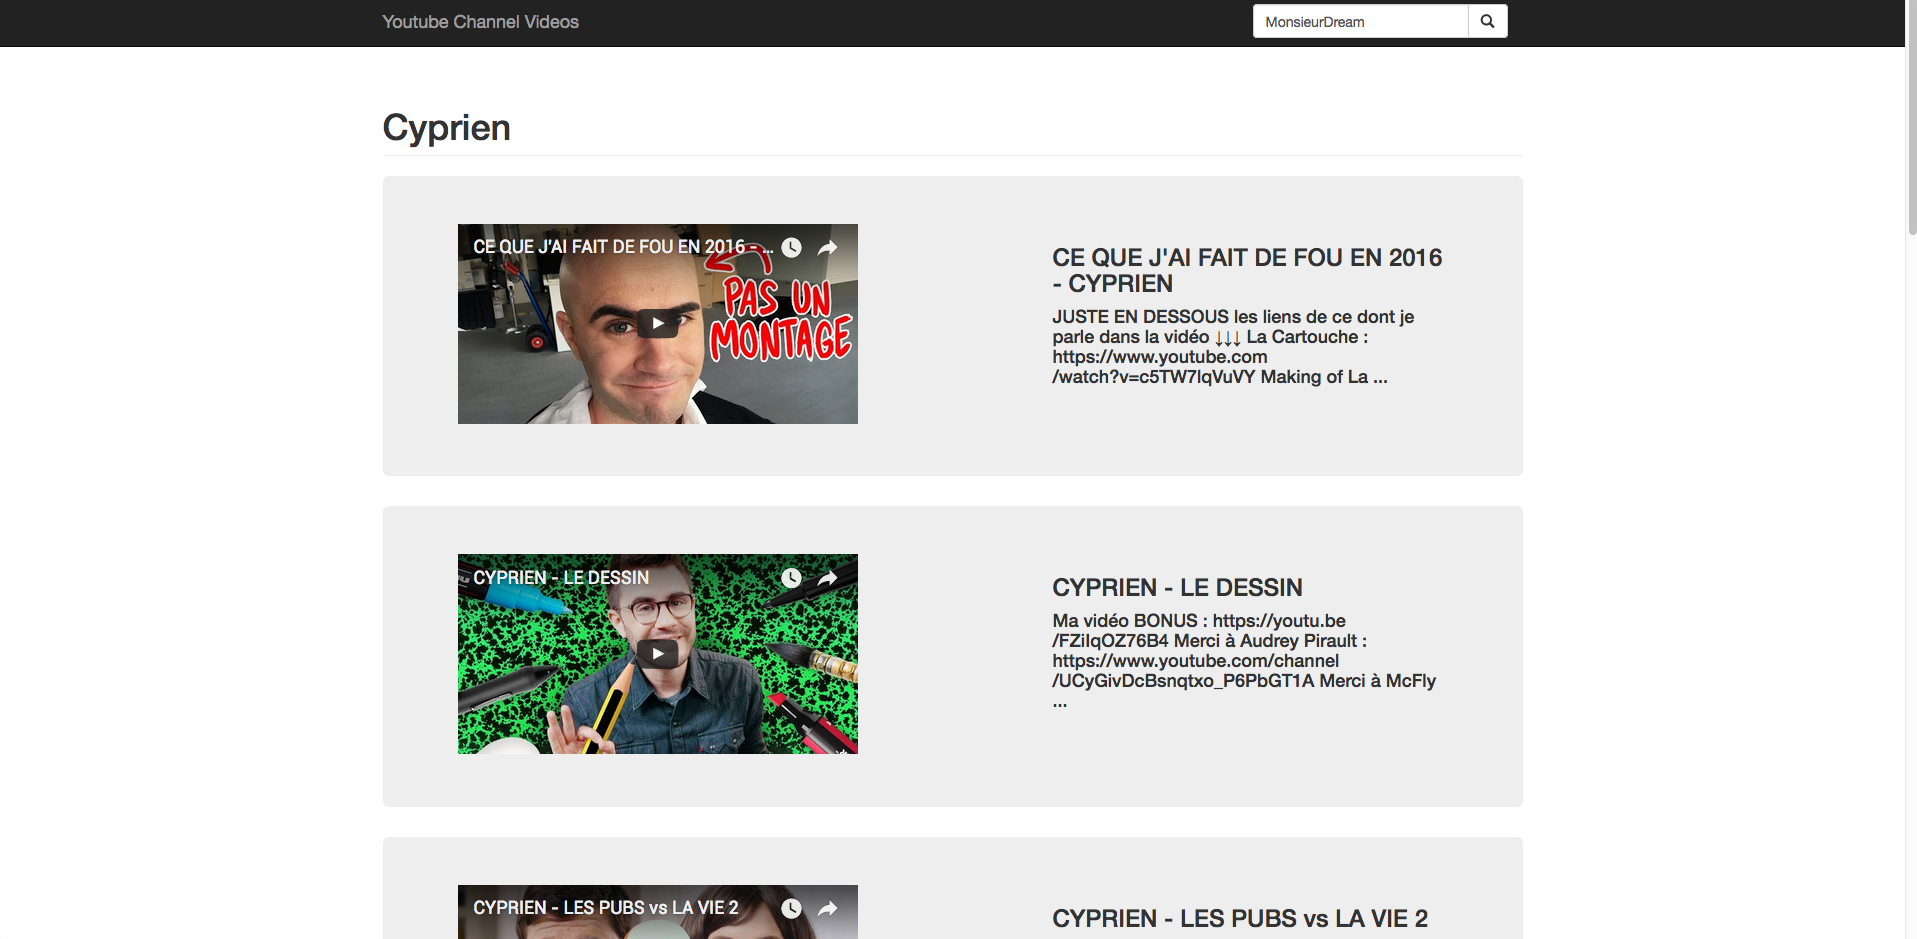 Youtube Channel Videos
MonsieurDream
Cyprien
CE QUE J'AI FAIT DE FOU EN 2016 - ...
PAS UN
MONTAGE
CE QUE J'AI FAIT DE FOU EN 2016
- CYPRIEN
JUSTE EN DESSOUS les liens de ce dont je
parle dans la vidéo ↓↓↓ La Cartouche :
https://www.youtube.com
/watch?v=c5TW7lqVuVY Making of La ...
CYPRIEN - LE DESSIN
CYPRIEN - LE DESSIN
Ma vidéo BONUS : https://youtu.be
/FZiIqOZ76B4 Merci à Audrey Pirault :
https://www.youtube.com/channel
/UCyGivDcBsnqtxo_P6PbGT1A Merci à McFly
...
CYPRIEN - LES PUBS vs LA VIE 2
CYPRIEN - LES PUBS vs LA VIE 2